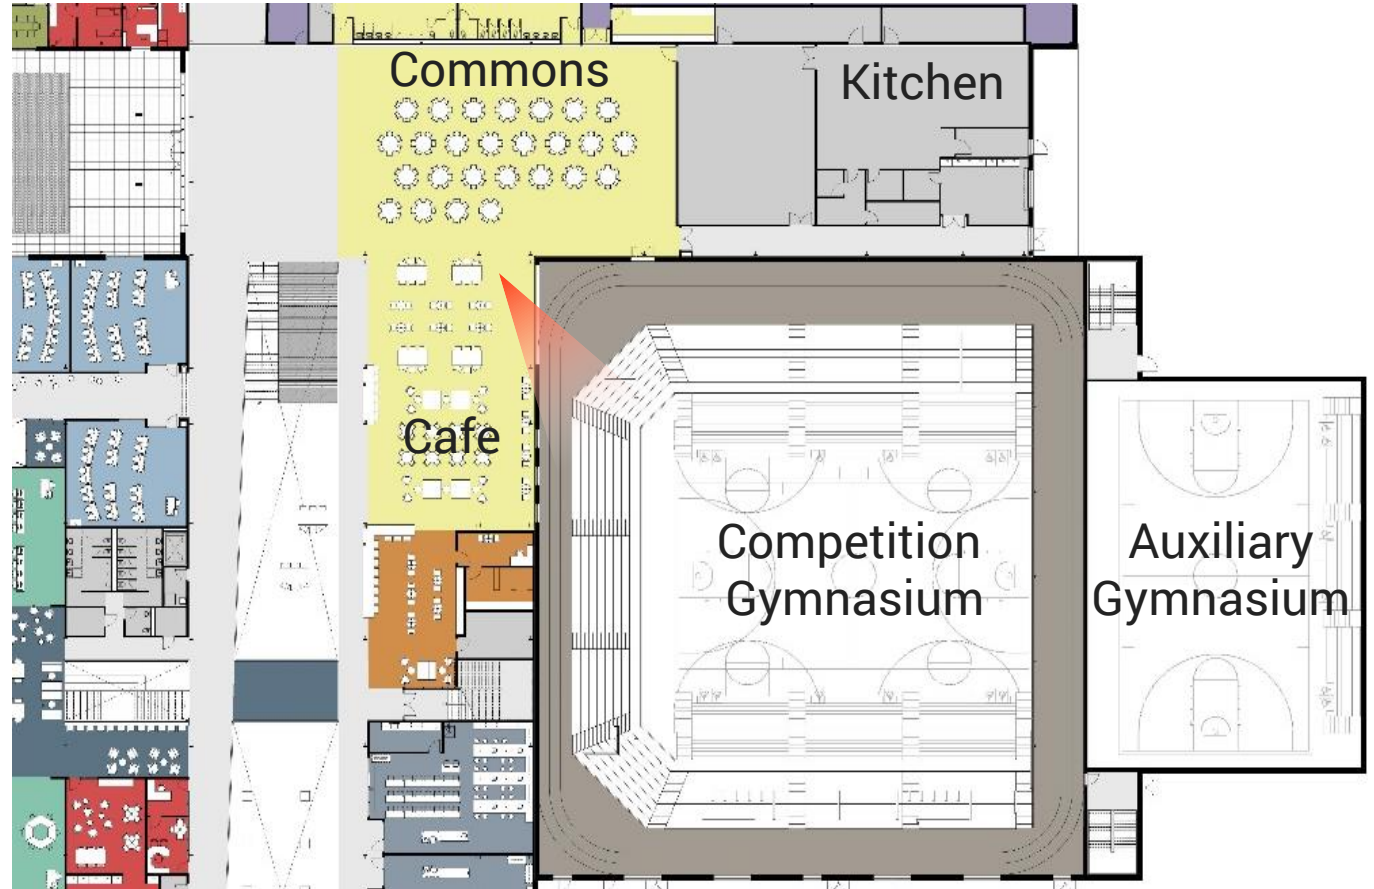 Commons
Kitchen
Cafe
Competition
Gymnasium
Auxiliary
Gymnasium